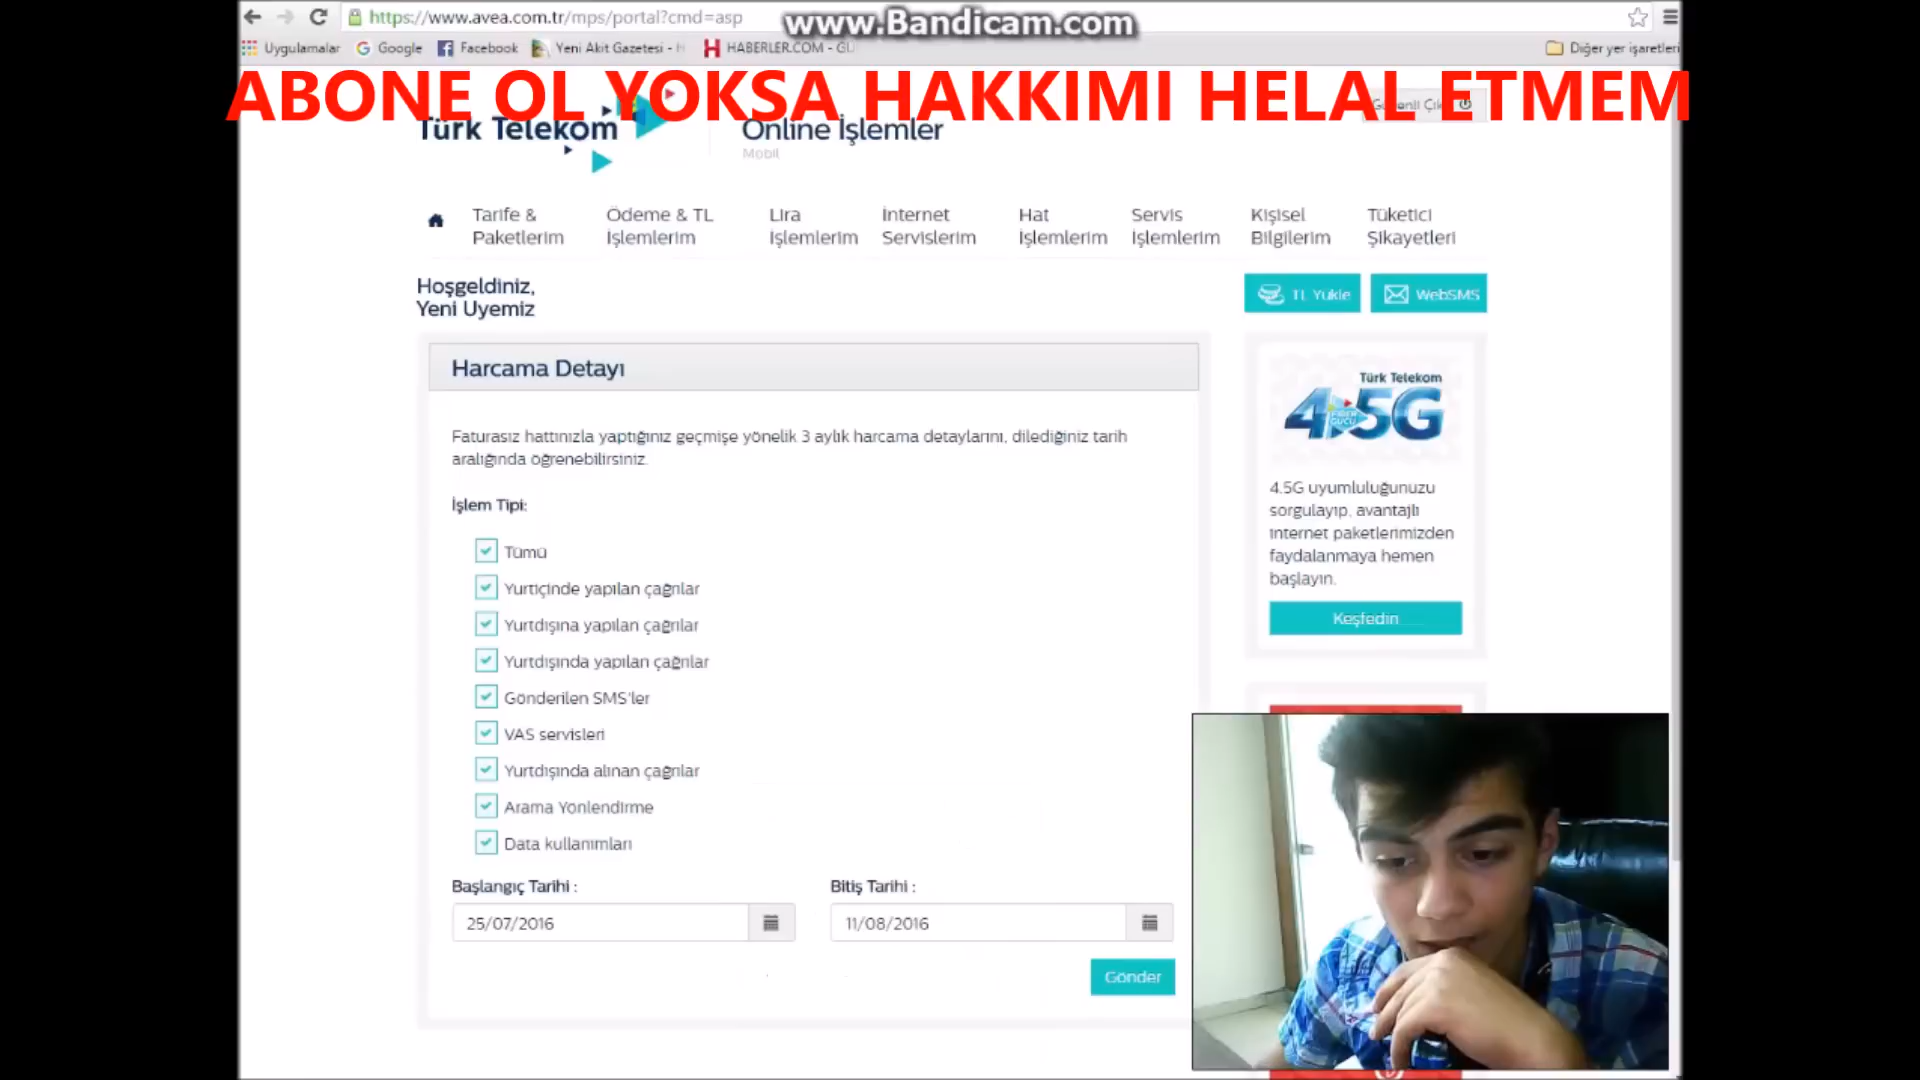 https://www.avea.com.tr/mps/portal?cmd=asp
www.Bandicam.com
Uygulamalar
Google
Facebook
Yeni Akit Gazetesi - H
HABERLER.COM - GÜ
Diğer yer işaretleri
ABONE OL YOKSA HAKKIMI HELAL ETMEM
Türk Telekom
Online İşlemler
Mobil
Güvenli Çık
Tarife & Paketlerim
Ödeme & TL İşlemlerim
Lira İşlemlerim
İnternet Servislerim
Hat İşlemlerim
Servis İşlemlerim
Kişisel Bilgilerim
Tüketici Şikayetleri
Hoşgeldiniz,
Yeni Uyemiz
TL Yükle
WebSMS
Harcama Detayı
Faturasız hattınızla yaptığınız geçmişe yönelik 3 aylık harcama detaylarını, dilediğiniz tarih
aralığında öğrenebilirsiniz.
İşlem Tipi:
Tümü
Yurtiçinde yapılan çağrılar
Yurtdışına yapılan çağrılar
Yurtdışında yapılan çağrılar
Gönderilen SMS'ler
VAS servisleri
Yurtdışında alınan çağrılar
Arama Yönlendirme
Data kullanımları
Başlangıç Tarihi :
Bitiş Tarihi :
25/07/2016
11/08/2016
Gönder
Türk Telekom
4.5G
FİBER GÜCÜ
4.5G uyumluluğunuzu
sorgulayıp, avantajlı
internet paketlerimizden
faydalanmaya hemen
başlayın.
Keşfedin